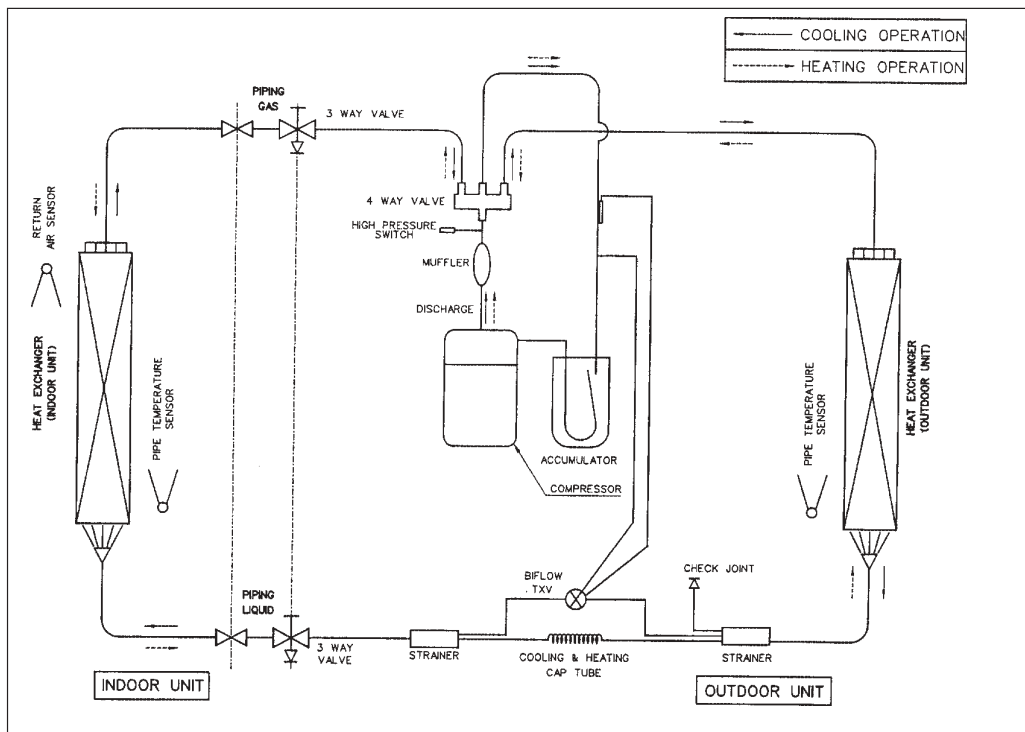 COOLING OPERATION
HEATING OPERATION
PIPING
GAS
3 WAY VALVE
RETURN
AIR SENSOR
4 WAY VALVE
HIGH PRESSURE
SWITCH
MUFFLER
DISCHARGE
HEAT EXCHANGER
(INDOOR UNIT)
PIPE TEMPERATURE
SENSOR
ACCUMULATOR
COMPRESSOR
PIPE TEMPERATURE
SENSOR
HEAT EXCHANGER
(OUTDOOR UNIT)
CHECK JOINT
BIFLOW
TXV
PIPING
LIQUID
3 WAY
VALVE
STRAINER
COOLING & HEATING
CAP TUBE
STRAINER
INDOOR UNIT
OUTDOOR UNIT